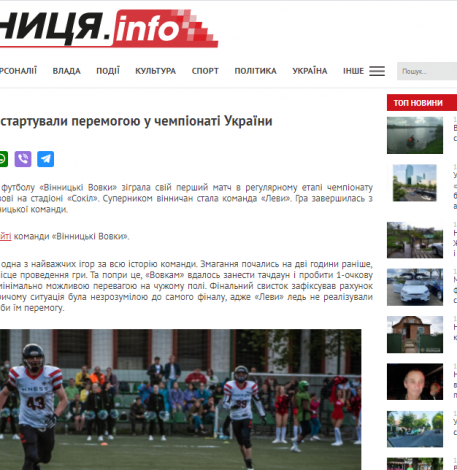 НИЦЯ.info
РСОНАЛІЇ ВЛАДА ПОДІЇ КУЛЬТУРА СПОРТ ПОЛІТИКА УКРАЇНА ІНШЕ
Пошук...
стартували перемогою у чемпіонаті України
футболу «Вінницькі Вовки» зіграла свій перший матч в регулярному етапі чемпіонату
ові на стадіоні «Сокіл». Суперником вінничан стала команда «Леви». Гра завершилась з
ницької команди.
йті команди «Вінницькі Вовки».
одна з найважчих ігор за всю історію команди. Змагання почались на дві години раніше,
ісце проведення гри. Та попри це, «Вовкам» вдалось занести тачдаун і пробити 1-очкову
мінімально можливою перевагою на чужому полі. Фінальний свисток зафіксував рахунок
ичому ситуація була незрозумілою до самого фіналу, адже «Леви» ледь не реалізували
би їм перемогу.
ТОП НОВИНИ
43